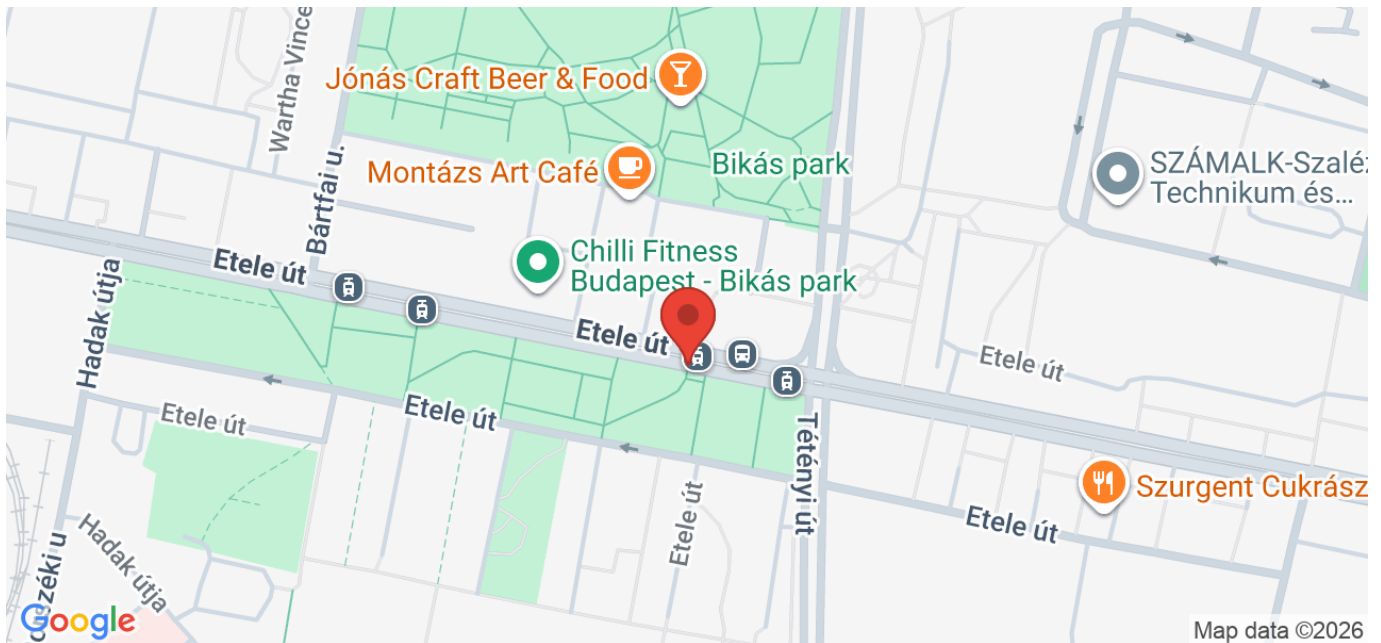 Wartha Vince
Jónás Craft Beer & Food
Montázs Art Café
Bikás park
SZÁMALK-Szaléz
Technikum és...
Bártfai u.
Etele út
Chilli Fitness
Budapest - Bikás park
Hadak útja
Etele út
Etele út
Etele út
Etele út
Tétényi út
Szurgent Cukrász
Etele út
Etele út
Hadak útja
Google
Map data ©2026